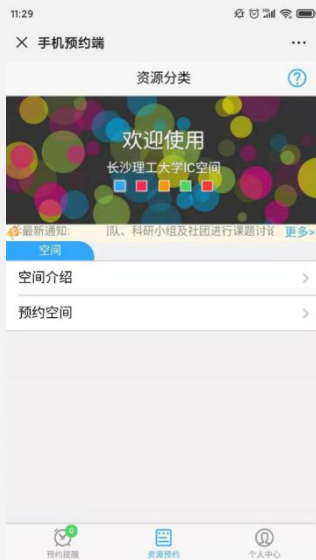 11:29
手机预约端
资源分类
?
欢迎使用
长沙理工大学IC空间
最新通知:
队、科研小组及社团进行课题讨论
更多>
空间
空间介绍
预约空间
0
预约提醒
资源预约
个人中心